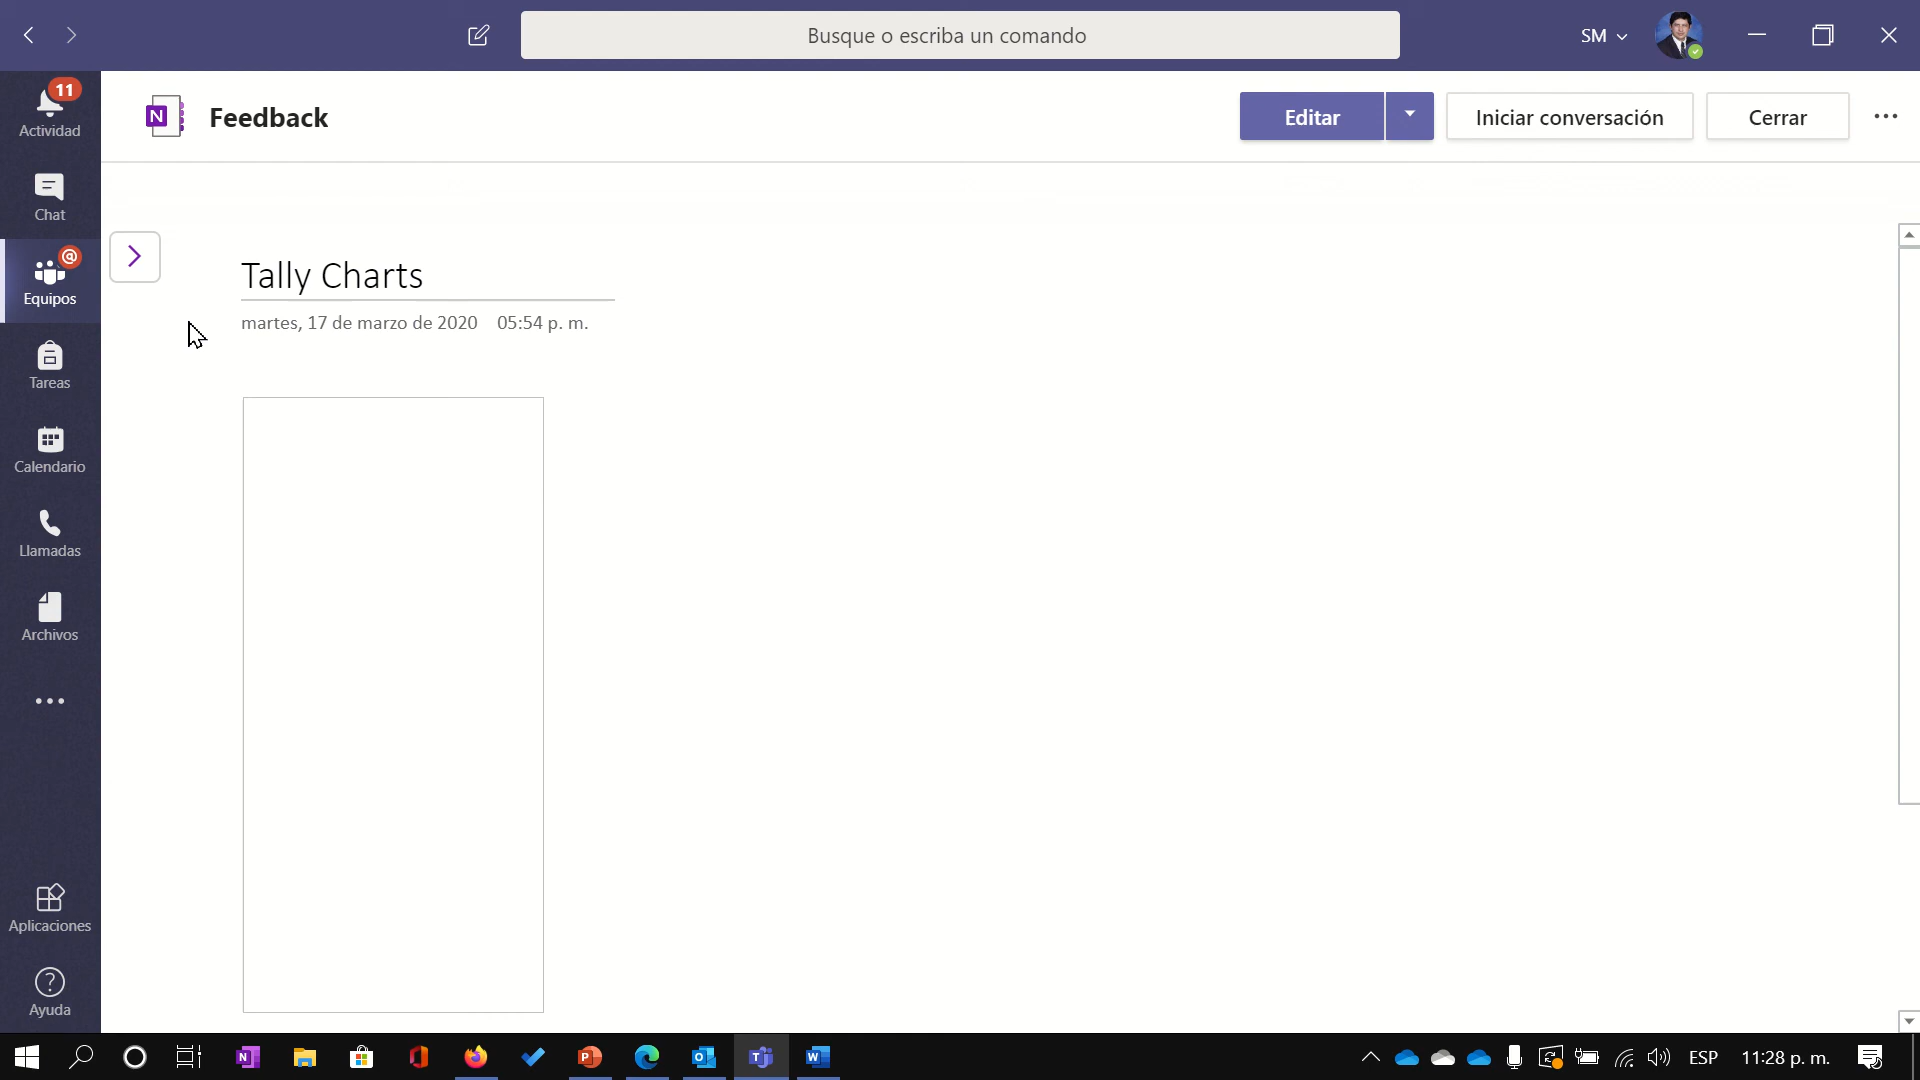 Busque o escriba un comando
SM
11
Actividad
Chat
@
Equipos
Tareas
Calendario
Llamadas
Archivos
Aplicaciones
Ayuda
N
Feedback
Editar
Iniciar conversación
Cerrar
Tally Charts
martes, 17 de marzo de 2020 05:54 p. m.
ESP
11:28 p. m.